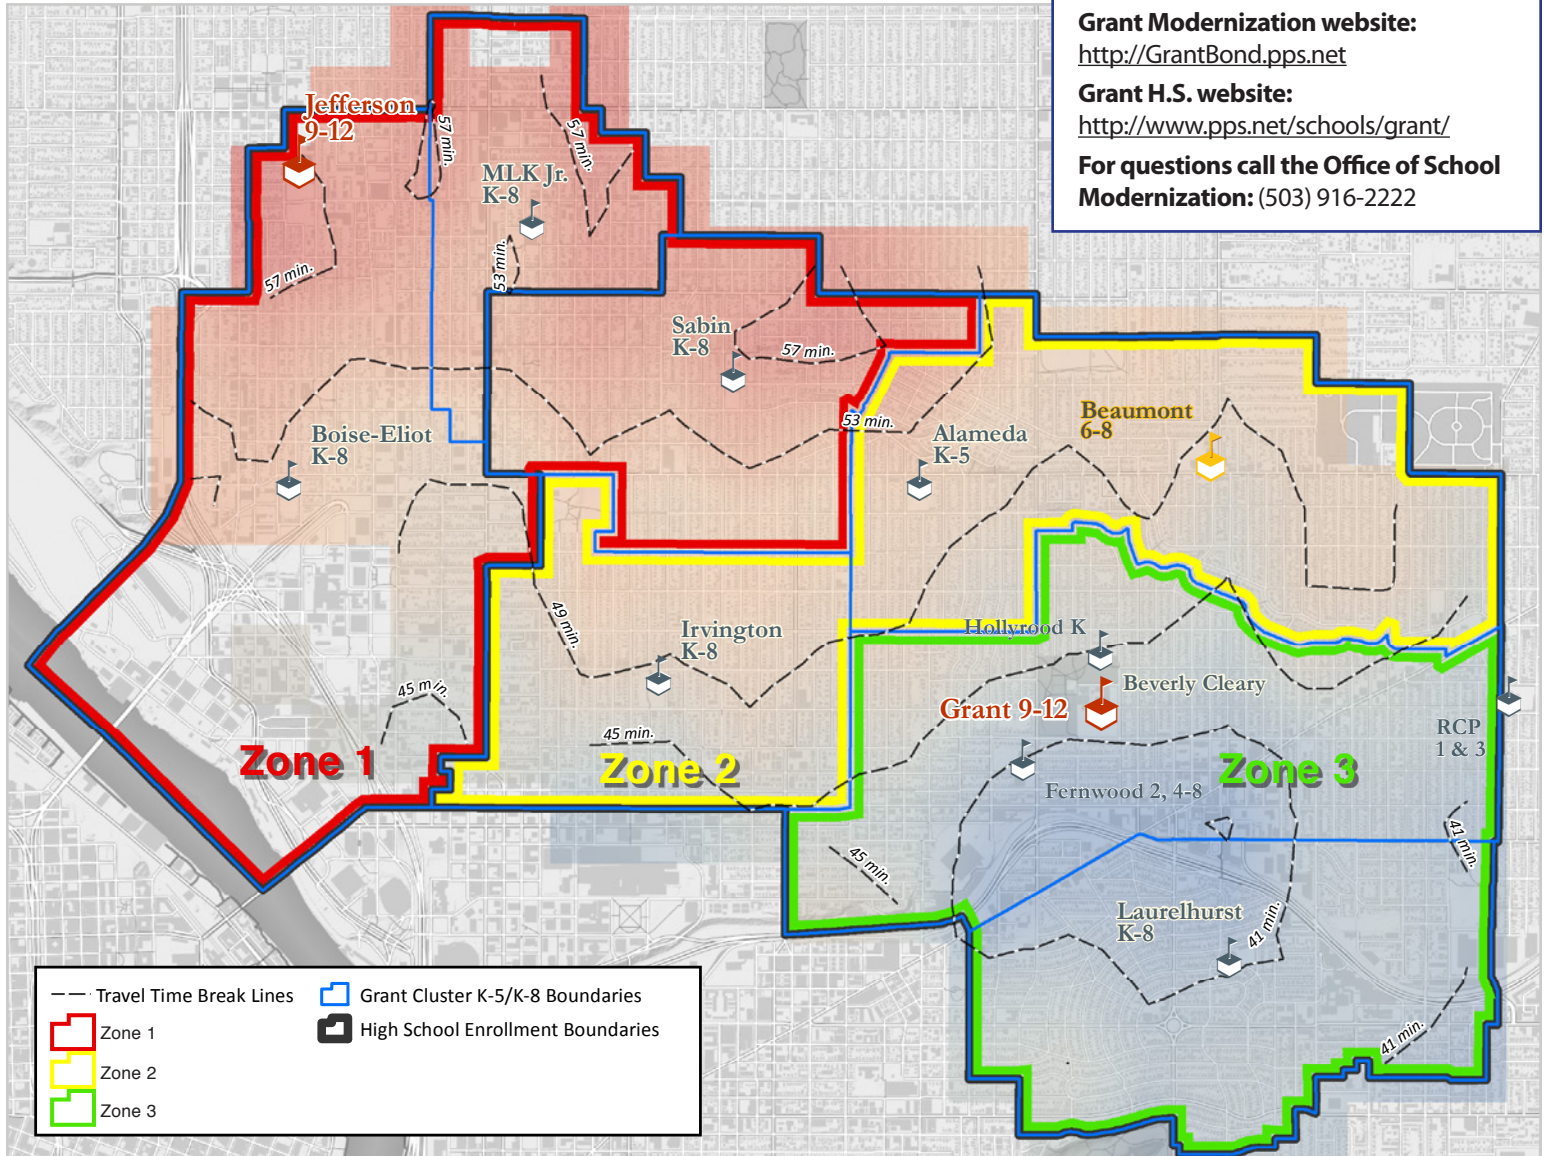 Grant Modernization website:
http://GrantBond.pps.net
Grant H.S. website:
http://www.pps.net/schools/grant/
For questions call the Office of School
Modernization: (503) 916-2222
Jefferson
9-12
57 min.
57 min.
MLK Jr.
K-8
53 min.
57 min.
Sabin
K-8
57 min.
53 min.
Boise-Eliot
K-8
Alameda
K-5
Beaumont
6-8
49 min.
Irvington
K-8
Hollyrood K
Beverly Cleary
Grant 9-12
RCP
1 & 3
45 min.
45 min.
Zone 1
Zone 2
Zone 3
Fernwood 2, 4-8
45 min.
41 min.
Laurelhurst
K-8
41 min.
41 min.
Travel Time Break Lines
Grant Cluster K-5/K-8 Boundaries
Zone 1
High School Enrollment Boundaries
Zone 2
Zone 3